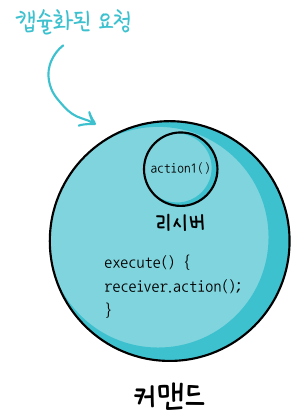 캡슐화된 요청
action1()
리시버
execute() {
receiver.action();
}
커맨드